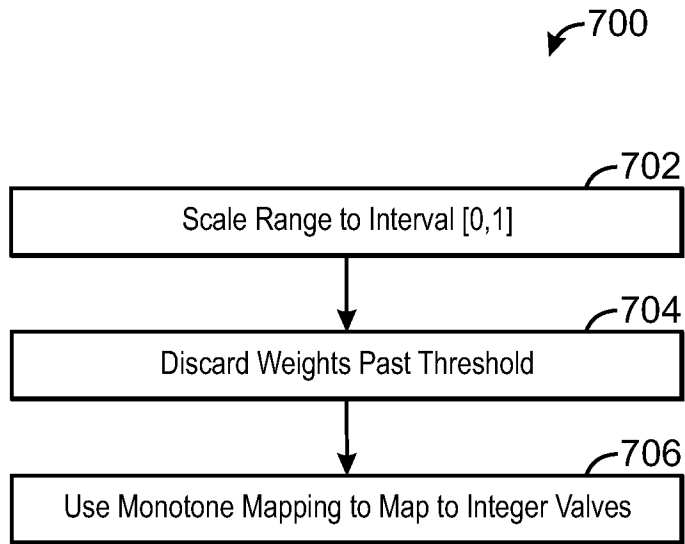 700
702
Scale Range to Interval [0,1]
704
Discard Weights Past Threshold
706
Use Monotone Mapping to Map to Integer Valves